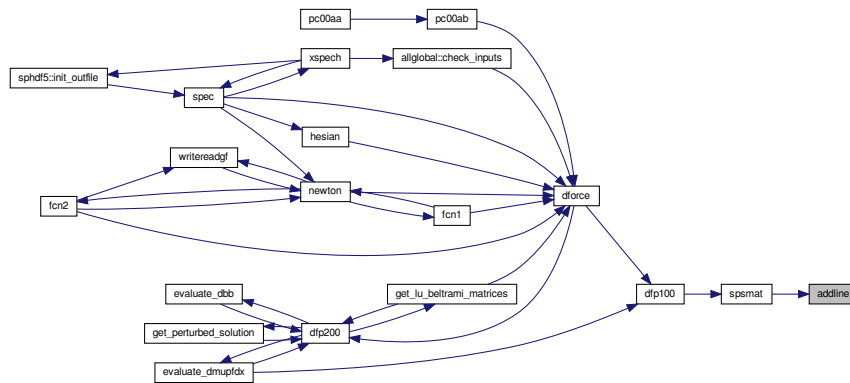 pc00aa
pc00ab
xspech
allglobal::check_inputs
sphdf5::init_outfile
spec
hesian
writereadgf
newton
dforce
fcn2
fcn1
evaluate_dbb
get_lu_beltrami_matrices
dfp100
spsmat
addline
get_perturbed_solution
dfp200
evaluate_dmupfdx